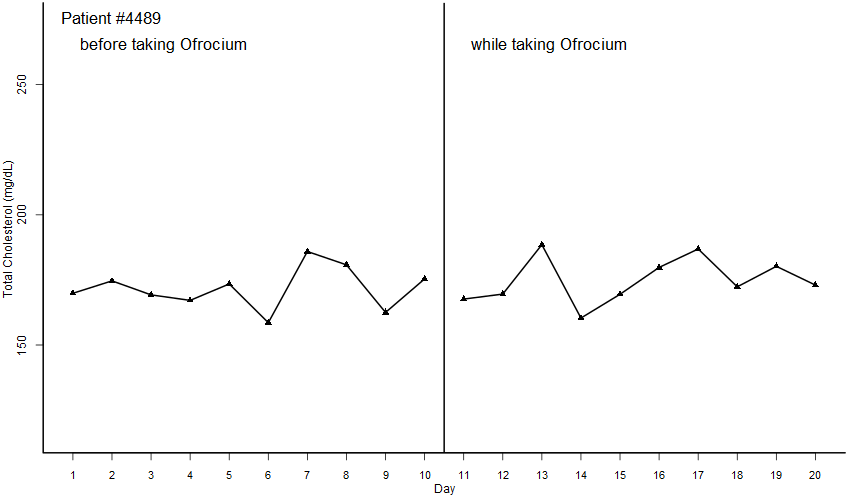 Patient #4489
before taking Ofrocium
while taking Ofrocium
Total Cholesterol (mg/dL)
250
200
150
1 2 3 4 5 6 7 8 9 10 11 12 13 14 15 16 17 18 19 20
Day